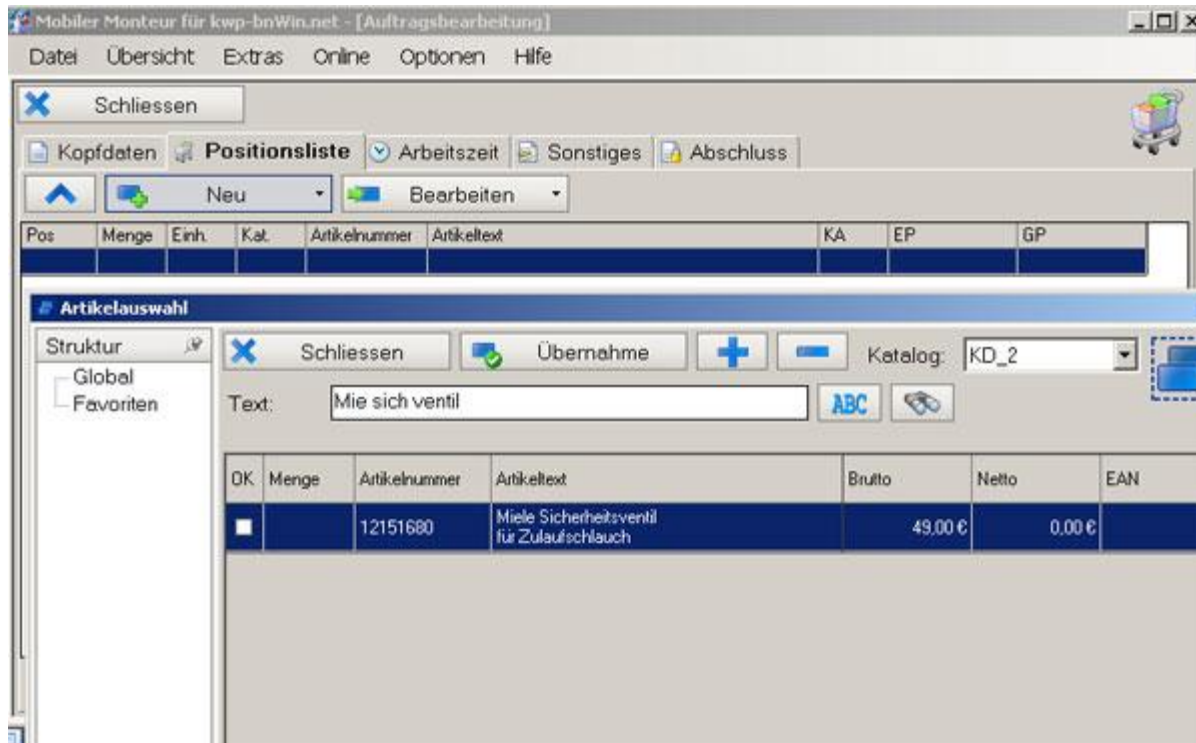 Mobiler Monteur für kwp-bnWin.net - [Auftragsbearbeitung]
Datei Übersicht Extras Online Optionen Hilfe
Schliessen
Kopfdaten Positionsliste Arbeitszeit Sonstiges Abschluss
Neu Bearbeiten
Pos Menge Einh. Kat. Artikelnummer Artikeltext KA EP GP
Artikelauswahl
Struktur
Global
Favoriten
Schliessen Übernahme Katalog: KD_2
Text: Mie sich ventil ABC
OK Menge Artikelnummer Artikeltext Brutto Netto EAN
12151680 Miele Sicherheitsventil 49,00 € 0,00 €
für Zulaufschlauch